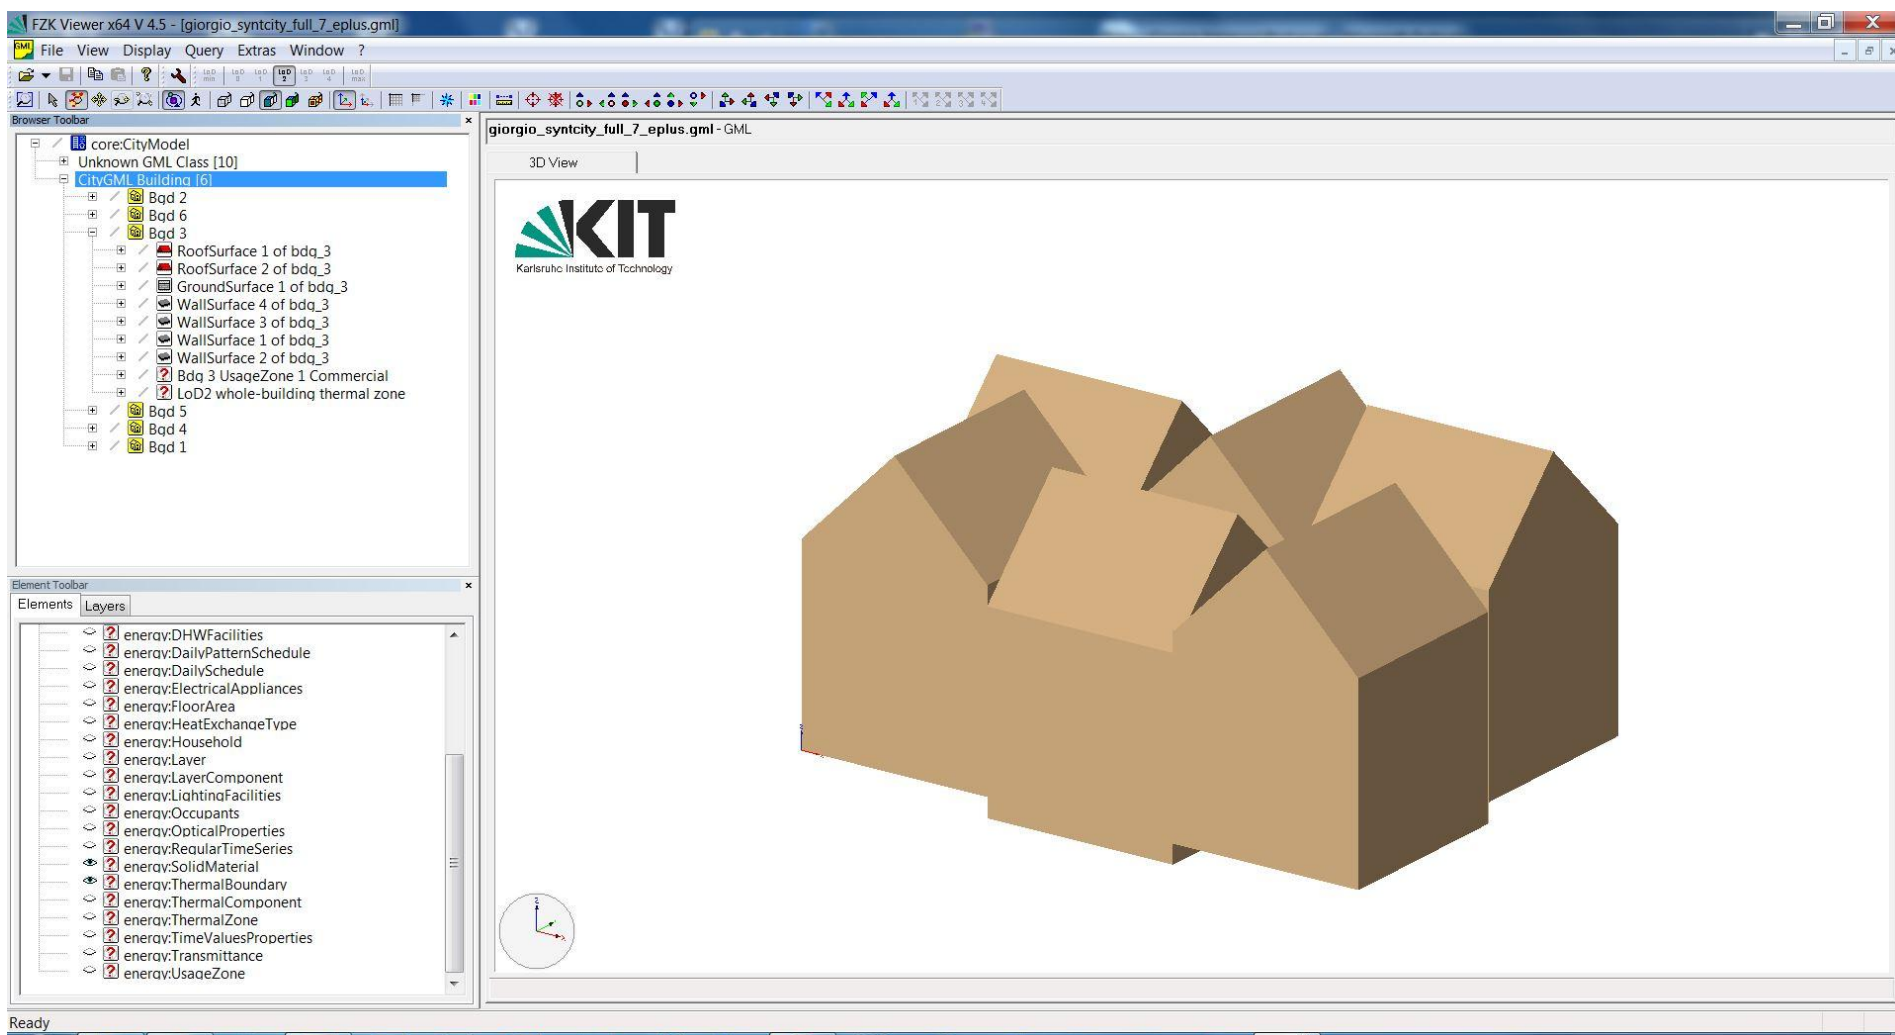 FZK Viewer x64 V 4.5 - [giorgio_syntcity_full_7_eplus.gml]
File View Display Query Extras Window ?
Browser Toolbar
core:CityModel
Unknown GML Class [10]
CityGML Building [6]
Bgd 2
Bgd 6
Bgd 3
RoofSurface 1 of bdg_3
RoofSurface 2 of bdg_3
GroundSurface 1 of bdg_3
WallSurface 4 of bdg_3
WallSurface 3 of bdg_3
WallSurface 1 of bdg_3
WallSurface 2 of bdg_3
Bdg 3 UsageZone 1 Commercial
LoD2 whole-building thermal zone
Bgd 5
Bgd 4
Bgd 1
Element Toolbar
Elements Layers
energy:DHWFacilities
energy:DailyPatternSchedule
energy:DailySchedule
energy:ElectricalAppliances
energy:FloorArea
energy:HeatExchangeType
energy:Household
energy:Layer
energy:LayerComponent
energy:LightingFacilities
energy:Occupants
energy:OpticalProperties
energy:RegularTimeSeries
energy:SolidMaterial
energy:ThermalBoundary
energy:ThermalComponent
energy:ThermalZone
energy:TimeValuesProperties
energy:Transmittance
energy:UsageZone
giorgio_syntcity_full_7_eplus.gml - GML
3D View
KIT
Karlsruhe Institute of Technology
Ready